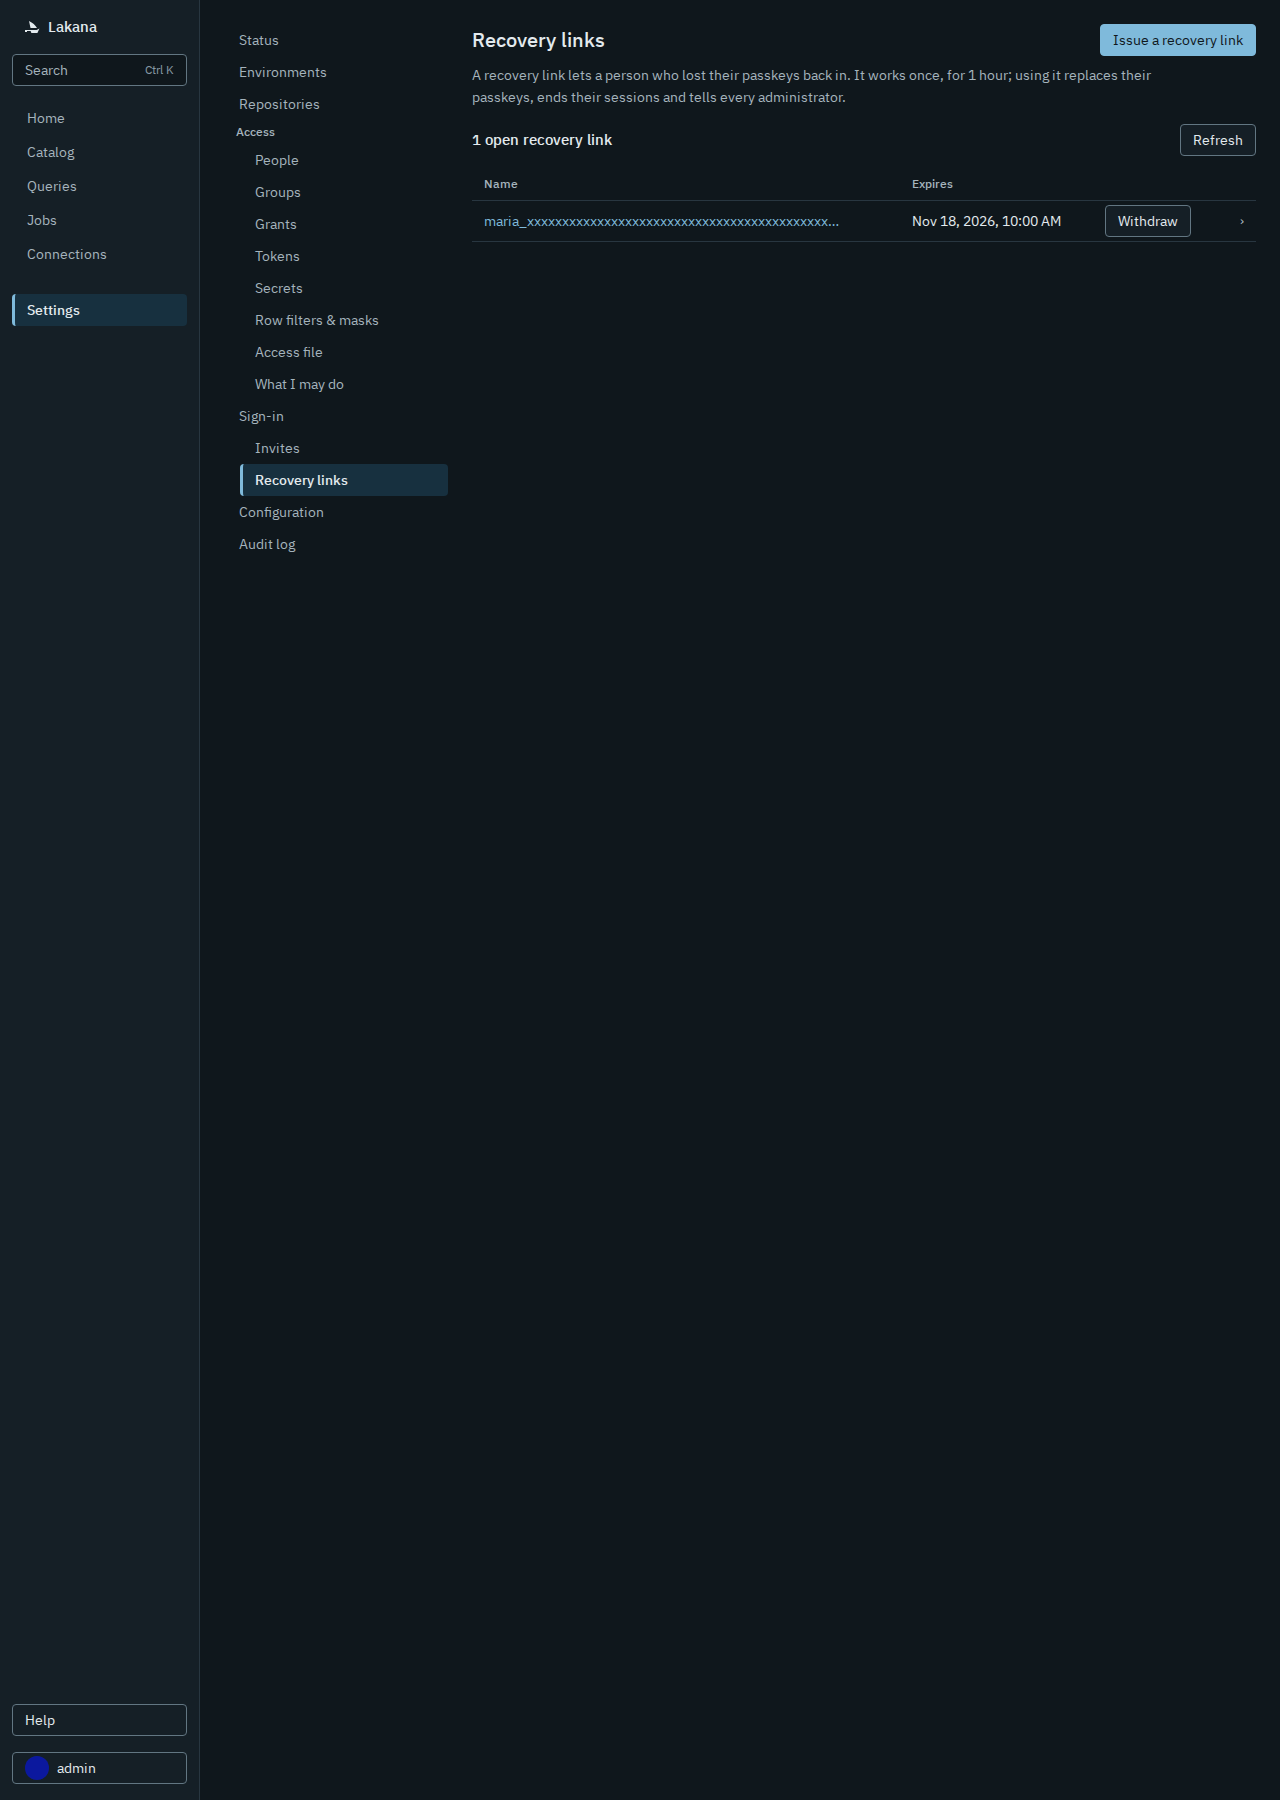 Lakana
Search Ctrl K
Home
Catalog
Queries
Jobs
Connections
Settings
Help
admin
Status
Environments
Repositories
Access
People
Groups
Grants
Tokens
Secrets
Row filters & masks
Access file
What I may do
Sign-in
Invites
Recovery links
Configuration
Audit log
Recovery links
Issue a recovery link
A recovery link lets a person who lost their passkeys back in. It works once, for 1 hour; using it replaces their
passkeys, ends their sessions and tells every administrator.
1 open recovery link
Refresh
Name Expires
maria_xxxxxxxxxxxxxxxxxxxxxxxxxxxxxxxxxxxxxxxxxxx… Nov 18, 2026, 10:00 AM Withdraw ›